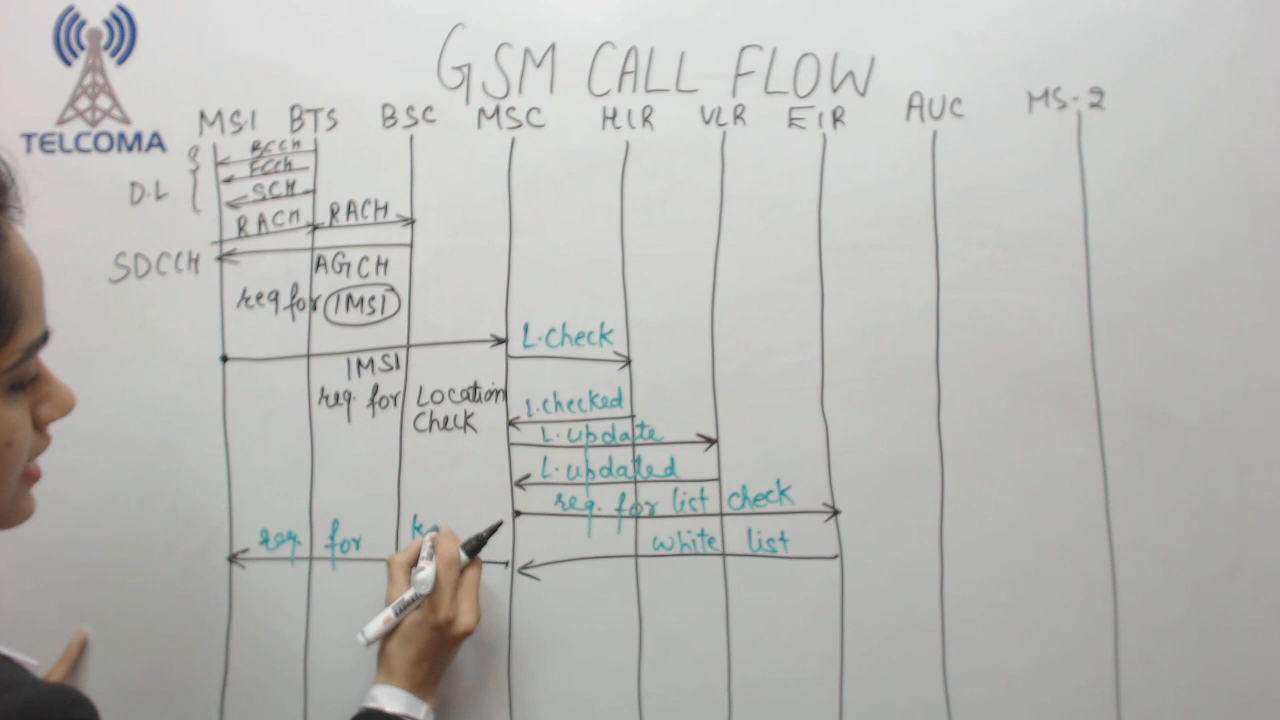 GSM CALL FLOW
TELCOMA
MS1 BTS BSC MSC HLR VLR EIR AUC MS-2
BCCH
FCCH
D.L
SCH
RACH RACH
SDCCH
AGCH
req for IMSI
L.check
IMSI
req. for Location
Check
L.checked
L.update
L.updated
req. for list check
req. for
white list